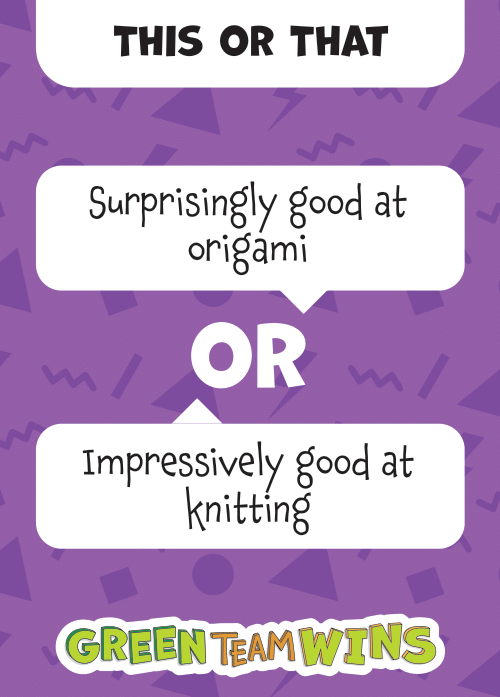 THIS OR THAT
Surprisingly good at
origami
OR
Impressively good at
knitting
GREEN TEAM WINS